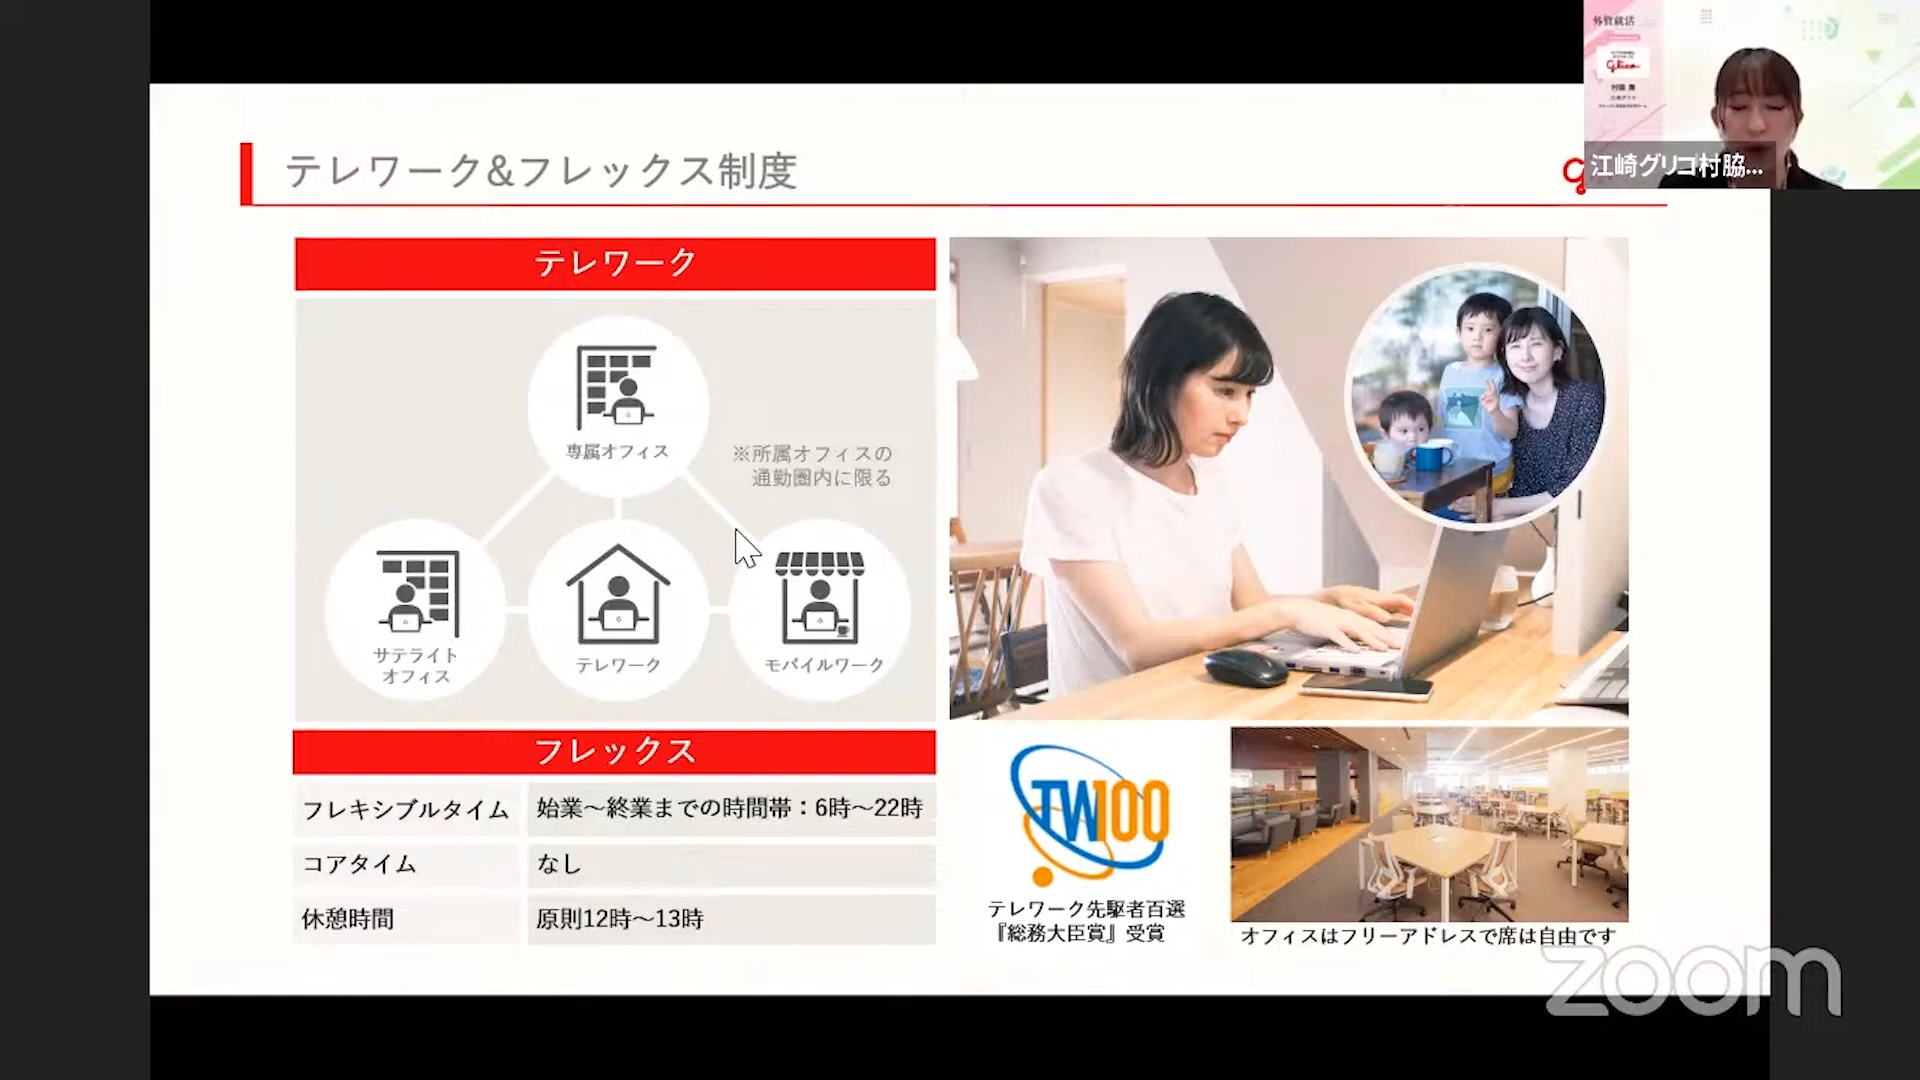 テレワーク&フレックス制度
外資就活
Glico
江崎グリコ村脇...
テレワーク
専属オフィス
※所属オフィスの
通勤圏内に限る
サテライト
オフィス
テレワーク
モバイルワーク
フレックス
フレキシブルタイム 始業〜終業までの時間帯：6時〜22時
コアタイム なし
休憩時間 原則12時〜13時
TW100
テレワーク先駆者百選
『総務大臣賞』受賞
オフィスはフリーアドレスで席は自由です
zoom